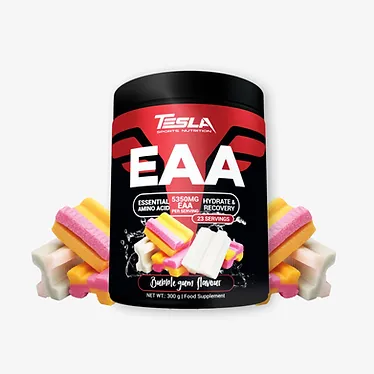 TESLA
SPORTS NUTRITION
EAA
ESSENTIAL
AMINO ACID
5350MG
EAA
PER SERVING
HYDRATE &
RECOVERY
23 SERVINGS
Bubble gum flavour
NET WT.: 300 g | Food Supplement